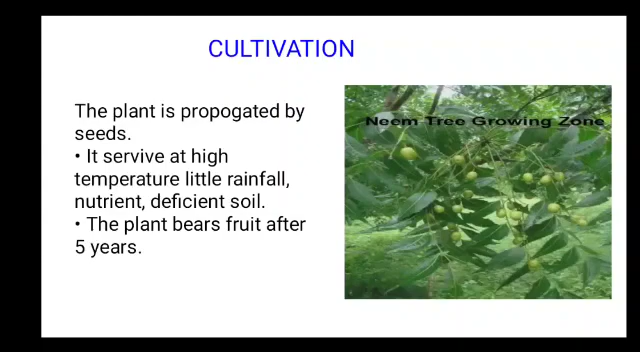 CULTIVATION
The plant is propogated by
seeds.
• It servive at high
temperature little rainfall,
nutrient, deficient soil.
• The plant bears fruit after
5 years.
Neem Tree Growing Zone